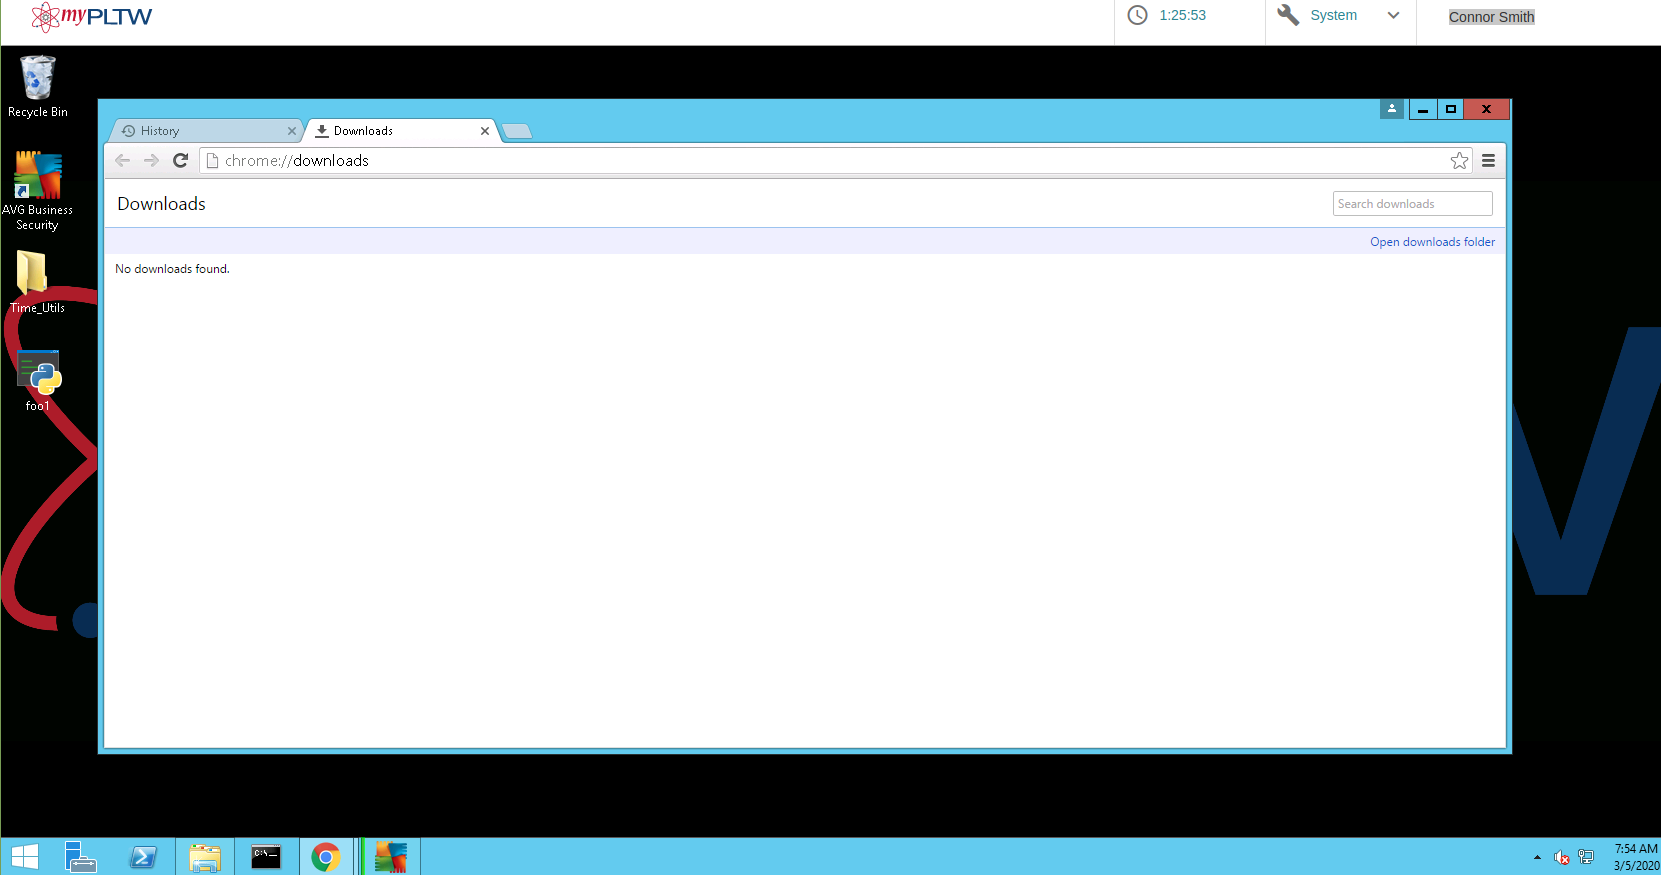 myPLTW
1:25:53
System
Connor Smith
Recycle Bin
AVG Business
Security
Time_Utils
foo1
History
Downloads
chrome://downloads
Downloads
Search downloads
Open downloads folder
No downloads found.
C:\
7:54 AM
3/5/2020